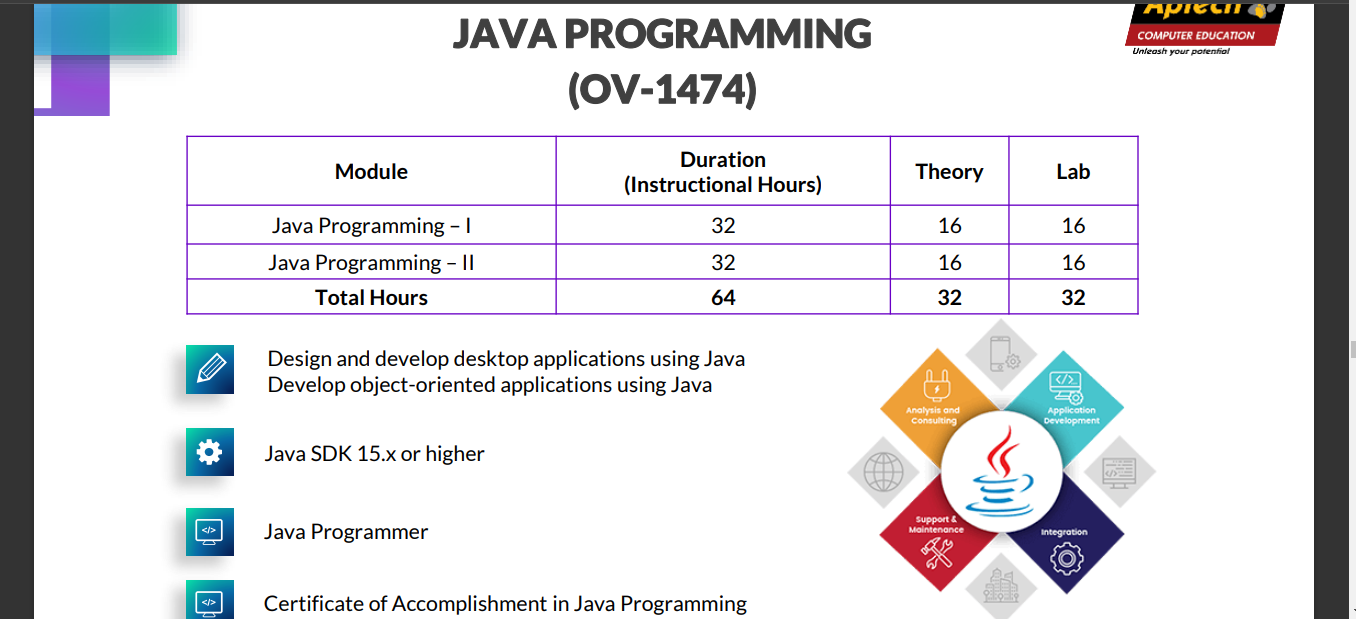 Aptech
COMPUTER EDUCATION
Unleash your potential
JAVA PROGRAMMING
(OV-1474)
Module Duration (Instructional Hours) Theory Lab
Java Programming – I 32 16 16
Java Programming – II 32 16 16
Total Hours 64 32 32
Design and develop desktop applications using Java
Develop object-oriented applications using Java
Java SDK 15.x or higher
Java Programmer
Certificate of Accomplishment in Java Programming
Analysis and
Consulting
</>
Application
Development
Support &
Maintenance
Integration
</>
</>
</>